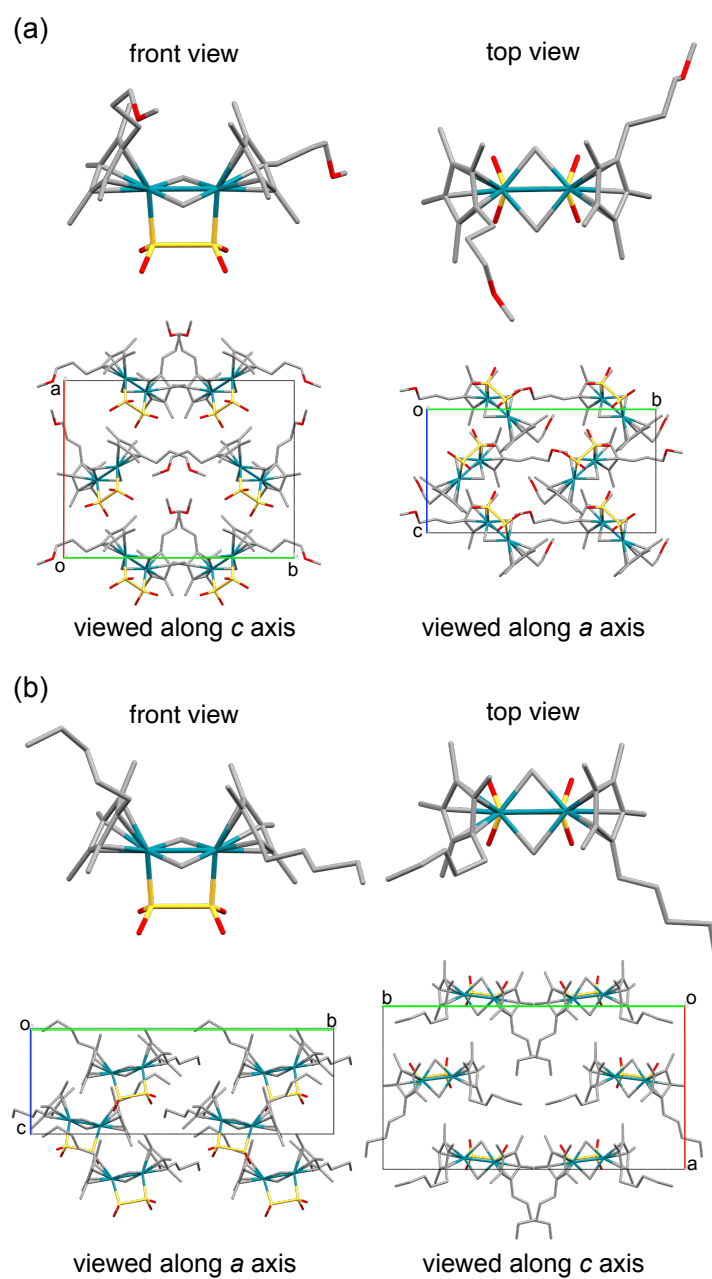 (a)
front view
top view
a
o
b
viewed along c axis
o
b
c
viewed along a axis
(b)
front view
top view
o
b
c
viewed along a axis
b
o
a
viewed along c axis